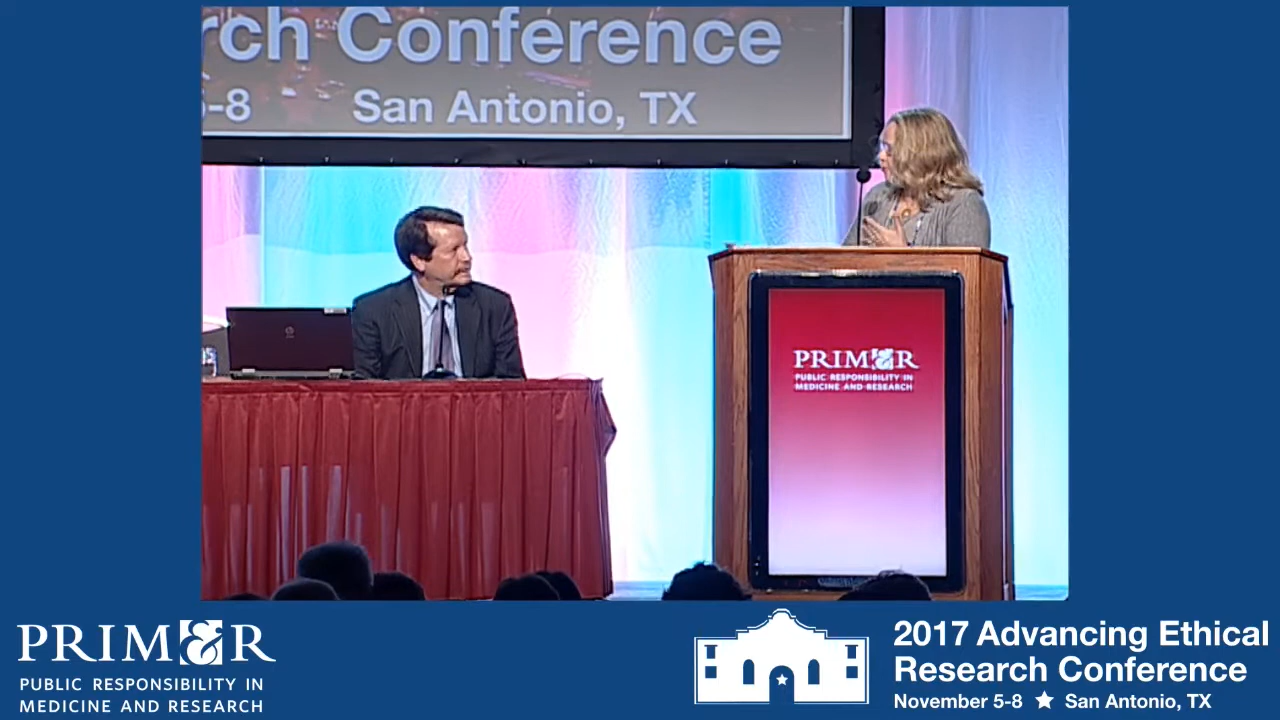 rch Conference
-8 San Antonio, TX
PRIM&R
PUBLIC RESPONSIBILITY IN
MEDICINE AND RESEARCH
PRIM&R
PUBLIC RESPONSIBILITY IN
MEDICINE AND RESEARCH
2017 Advancing Ethical
Research Conference
November 5-8 ★ San Antonio, TX